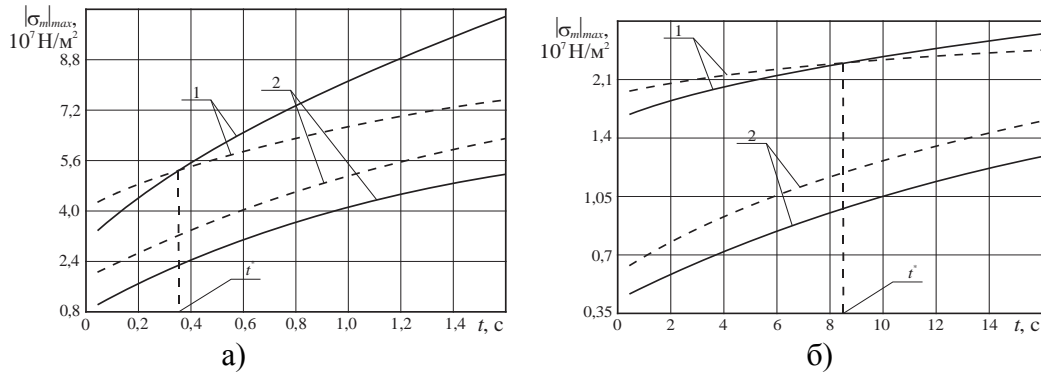 |σₘ|max,
10⁷Н/м²
8,8
7,2
5,6
4,0
2,4
0,8
1
2
t*
0 0,2 0,4 0,6 0,8 1,0 1,2 1,4 t, с
а)
|σₘ|max,
10⁷Н/м²
2,1
1,4
1,05
0,7
0,35
1
2
t*
0 2 4 6 8 10 12 14 t, с
б)